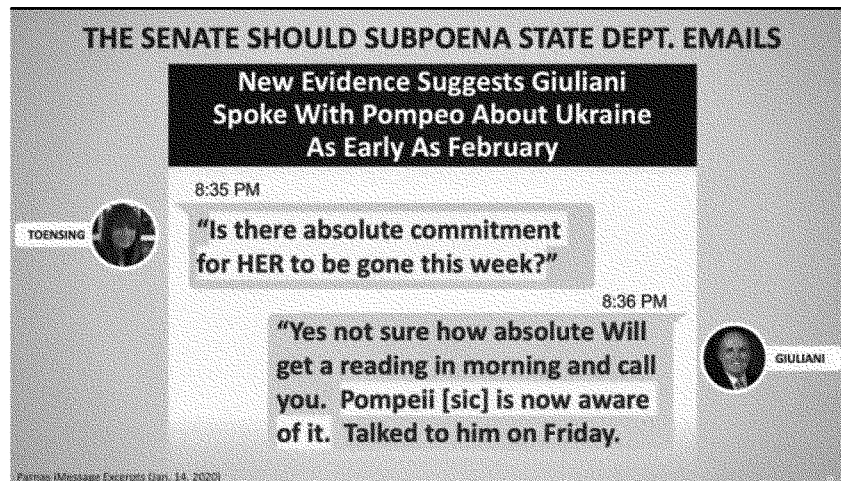 THE SENATE SHOULD SUBPOENA STATE DEPT. EMAILS
New Evidence Suggests Giuliani
Spoke With Pompeo About Ukraine
As Early As February
8:35 PM
TOENSING
“Is there absolute commitment
for HER to be gone this week?”
8:36 PM
“Yes not sure how absolute Will
get a reading in morning and call
you. Pompeii [sic] is now aware
of it. Talked to him on Friday.
GIULIANI
Parnas iMessage Excerpts (Jan. 14, 2020)